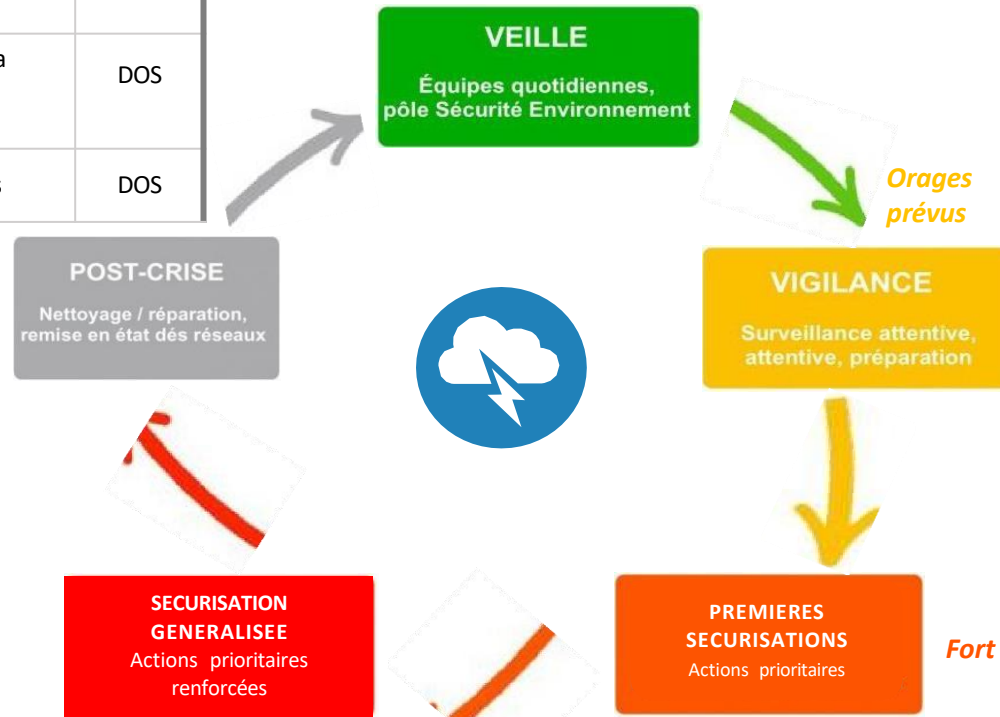 a
DOS
s
DOS
VEILLE
Équipes quotidiennes,
pôle Sécurité Environnement
Orages
prévus
POST-CRISE
Nettoyage / réparation,
remise en état dés réseaux
VIGILANCE
Surveillance attentive,
attentive, préparation
SECURISATION
GENERALISEE
Actions prioritaires
renforcées
PREMIERES
SECURISATIONS
Actions prioritaires
Fort